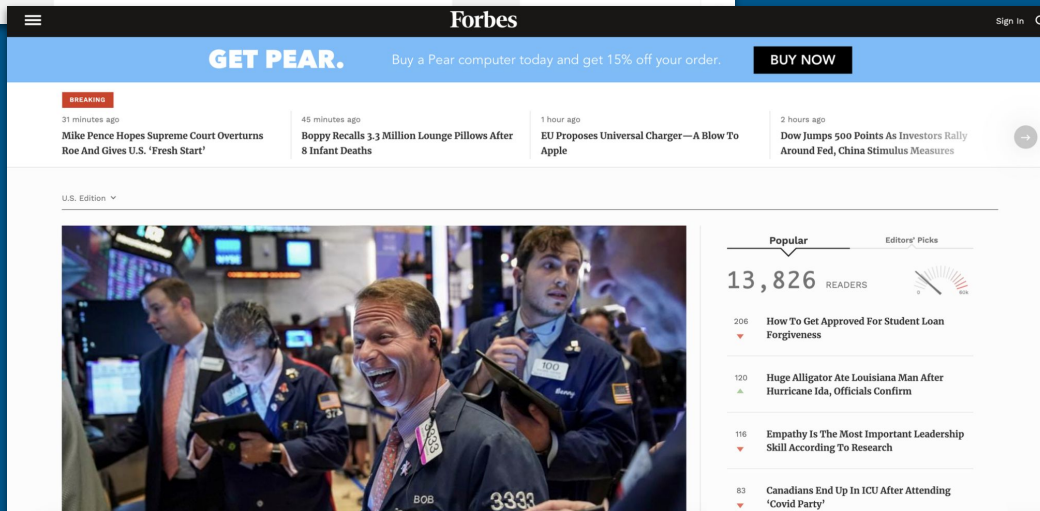 Forbes
Sign In
GET PEAR.
Buy a Pear computer today and get 15% off your order.
BUY NOW
BREAKING
31 minutes ago
Mike Pence Hopes Supreme Court Overturns
Roe And Gives U.S. ‘Fresh Start’
45 minutes ago
Boppy Recalls 3.3 Million Lounge Pillows After
8 Infant Deaths
1 hour ago
EU Proposes Universal Charger—A Blow To
Apple
2 hours ago
Dow Jumps 500 Points As Investors Rally
Around Fed, China Stimulus Measures
U.S. Edition
100
Benny
37
3333
BOB
3333
Popular
Editors' Picks
13,826 READERS
206
How To Get Approved For Student Loan
Forgiveness
120
Huge Alligator Ate Louisiana Man After
Hurricane Ida, Officials Confirm
116
Empathy Is The Most Important Leadership
Skill According To Research
83
Canadians End Up In ICU After Attending
‘Covid Party’